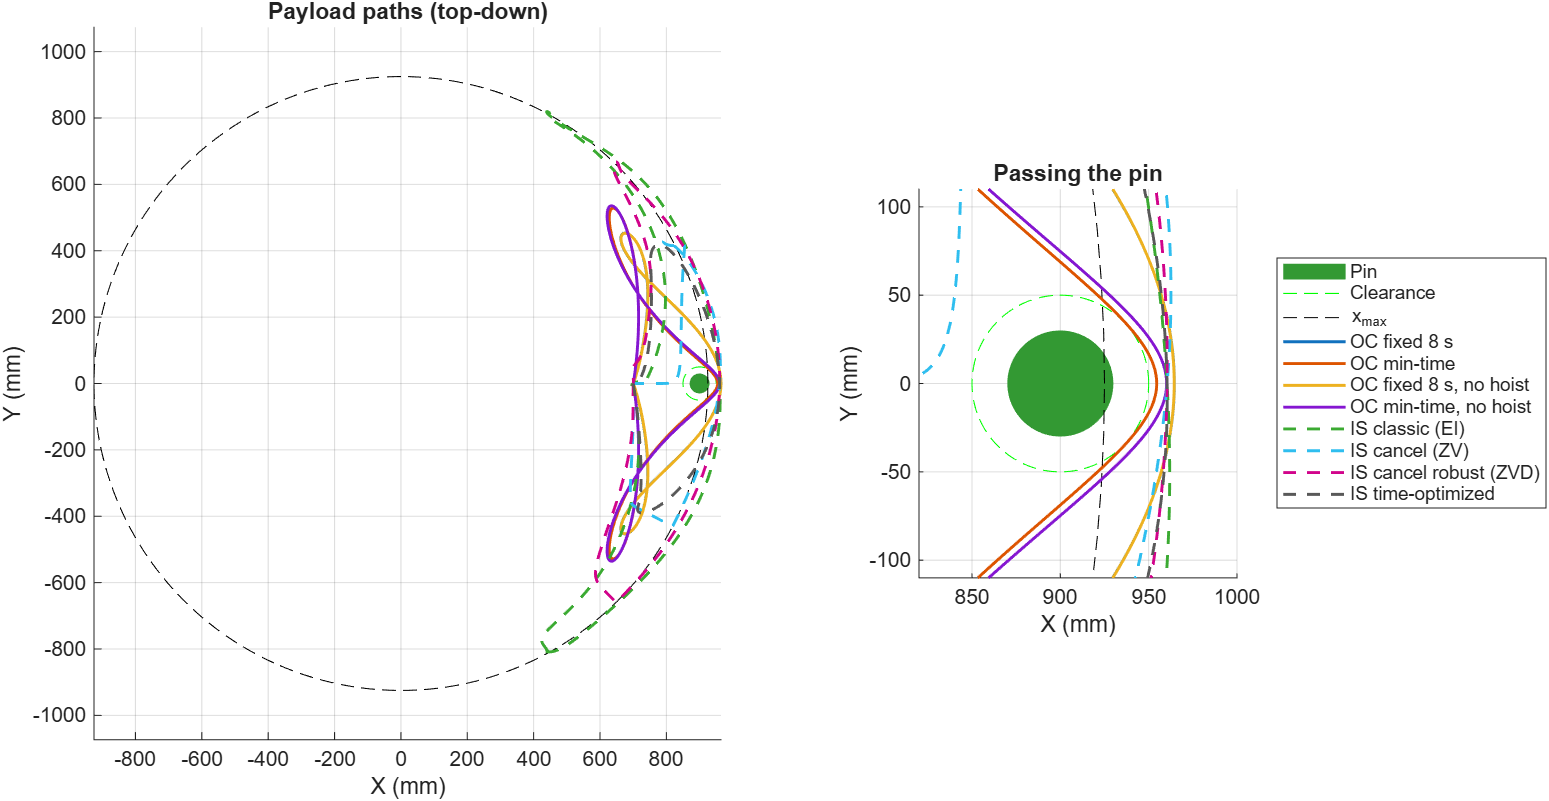 Payload paths (top-down)
1000
800
600
400
200
0
-200
-400
-600
-800
-1000
Y (mm)
-800 -600 -400 -200 0 200 400 600 800
X (mm)
Passing the pin
100
50
0
-50
-100
Y (mm)
850 900 950 1000
X (mm)
Pin
Clearance
xmax
OC fixed 8 s
OC min-time
OC fixed 8 s, no hoist
OC min-time, no hoist
IS classic (EI)
IS cancel (ZV)
IS cancel robust (ZVD)
IS time-optimized